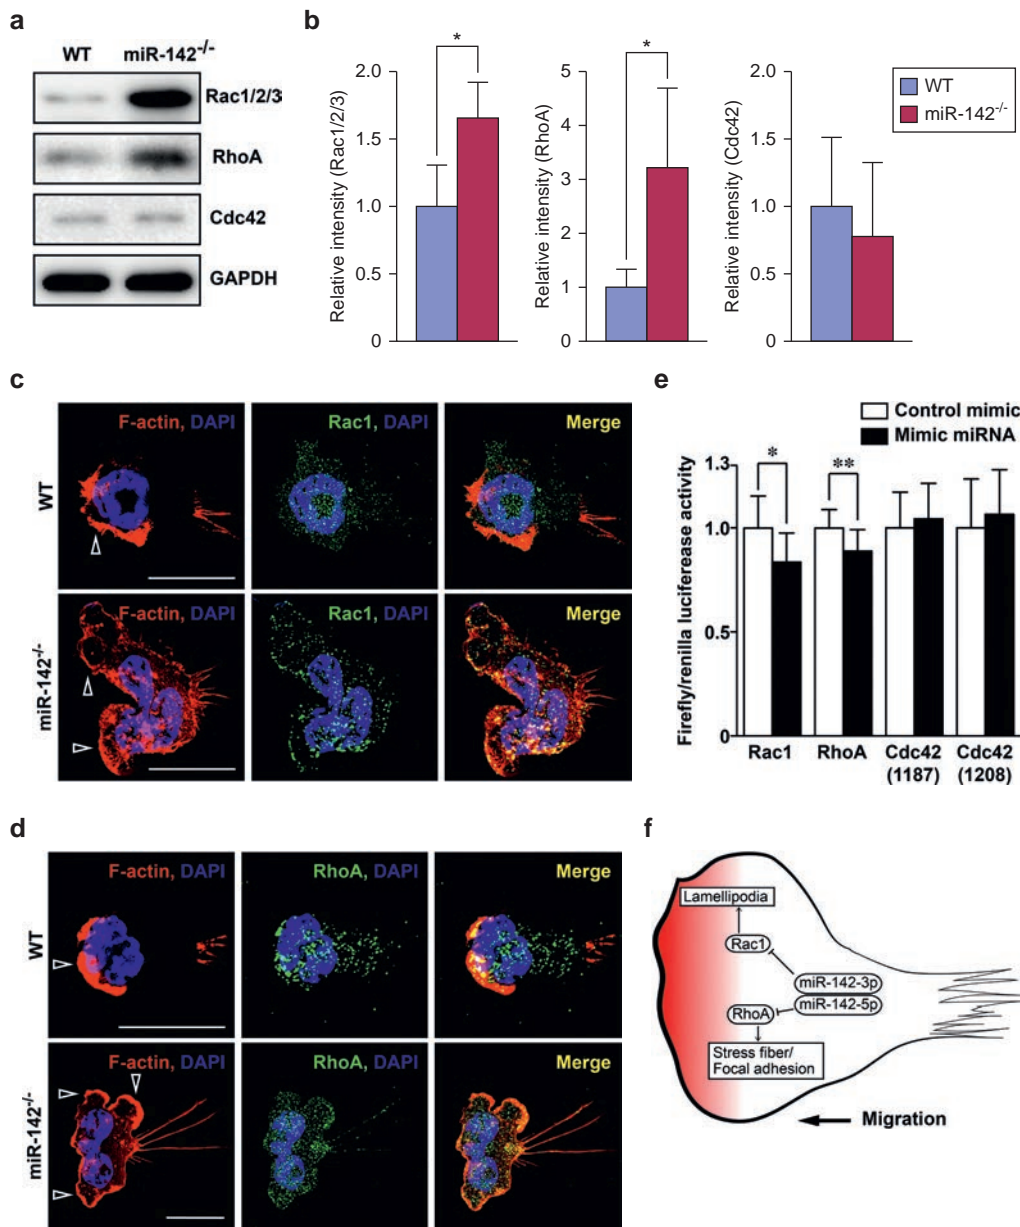 a
WT miR-142-/-
Rac1/2/3
RhoA
Cdc42
GAPDH
b
Relative intensity (Rac1/2/3)
2.0
1.5
1.0
0.5
0
*
Relative intensity (RhoA)
5
4
3
2
1
0
*
Relative intensity (Cdc42)
2.0
1.5
1.0
0.5
0
WT
miR-142-/-
c
WT
F-actin, DAPI
Rac1, DAPI
Merge
miR-142-/-
F-actin, DAPI
Rac1, DAPI
Merge
d
WT
F-actin, DAPI
RhoA, DAPI
Merge
miR-142-/-
F-actin, DAPI
RhoA, DAPI
Merge
e
Control mimic
Mimic miRNA
Firefly/renilla luciferease activity
1.3
1.0
0.5
0
*
**
Rac1
RhoA
Cdc42
(1187)
Cdc42
(1208)
f
Lamellipodia
Rac1
miR-142-3p
miR-142-5p
RhoA
Stress fiber/
Focal adhesion
Migration